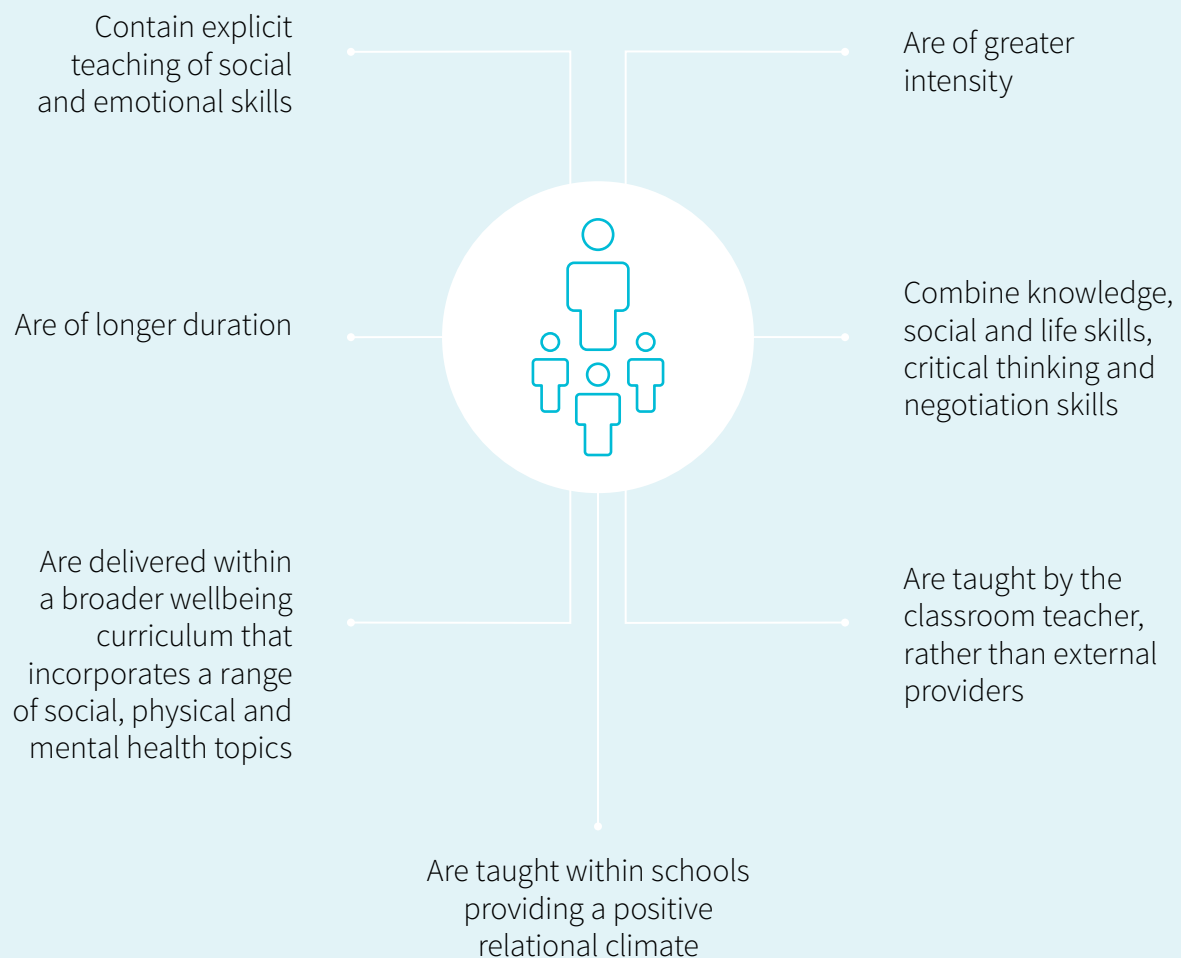 Contain explicit
teaching of social
and emotional skills
Are of greater
intensity
Are of longer duration
Combine knowledge,
social and life skills,
critical thinking and
negotiation skills
Are delivered within
a broader wellbeing
curriculum that
incorporates a range
of social, physical and
mental health topics
Are taught by the
classroom teacher,
rather than external
providers
Are taught within schools
providing a positive
relational climate